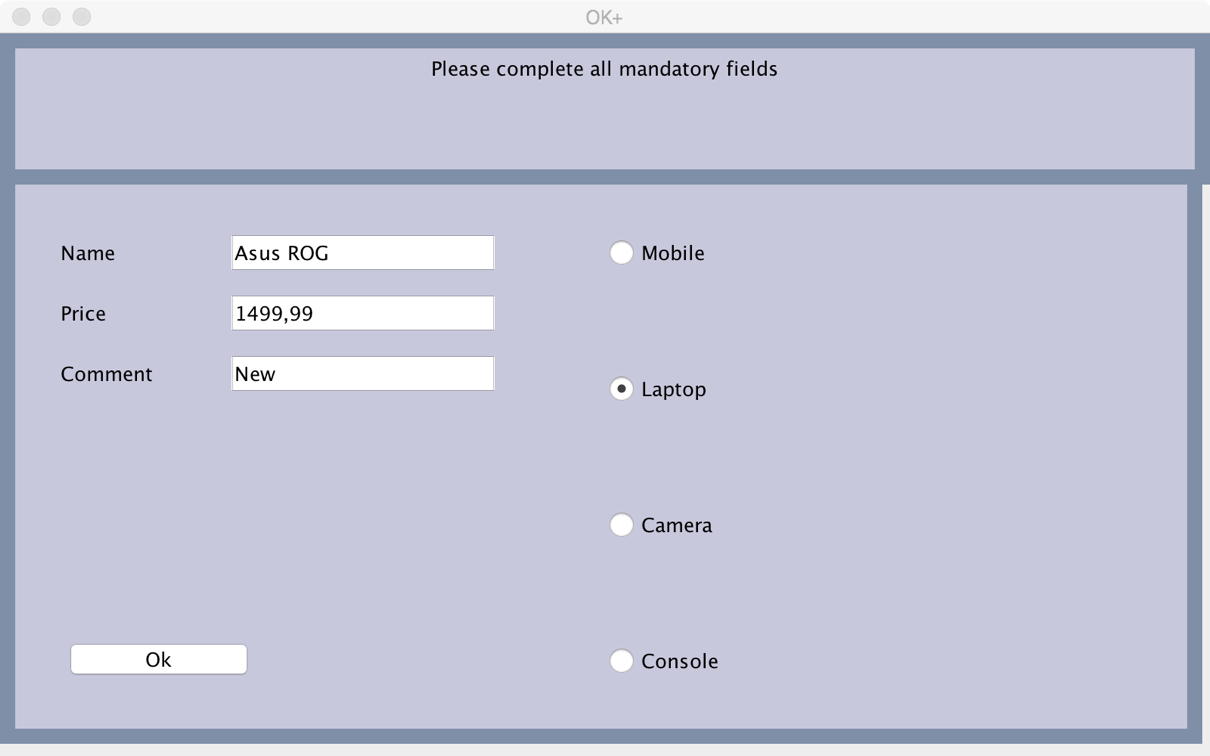 OK+
Please complete all mandatory fields
Name
Asus ROG
Mobile
Price
1499,99
Comment
New
Laptop
Camera
Ok
Console